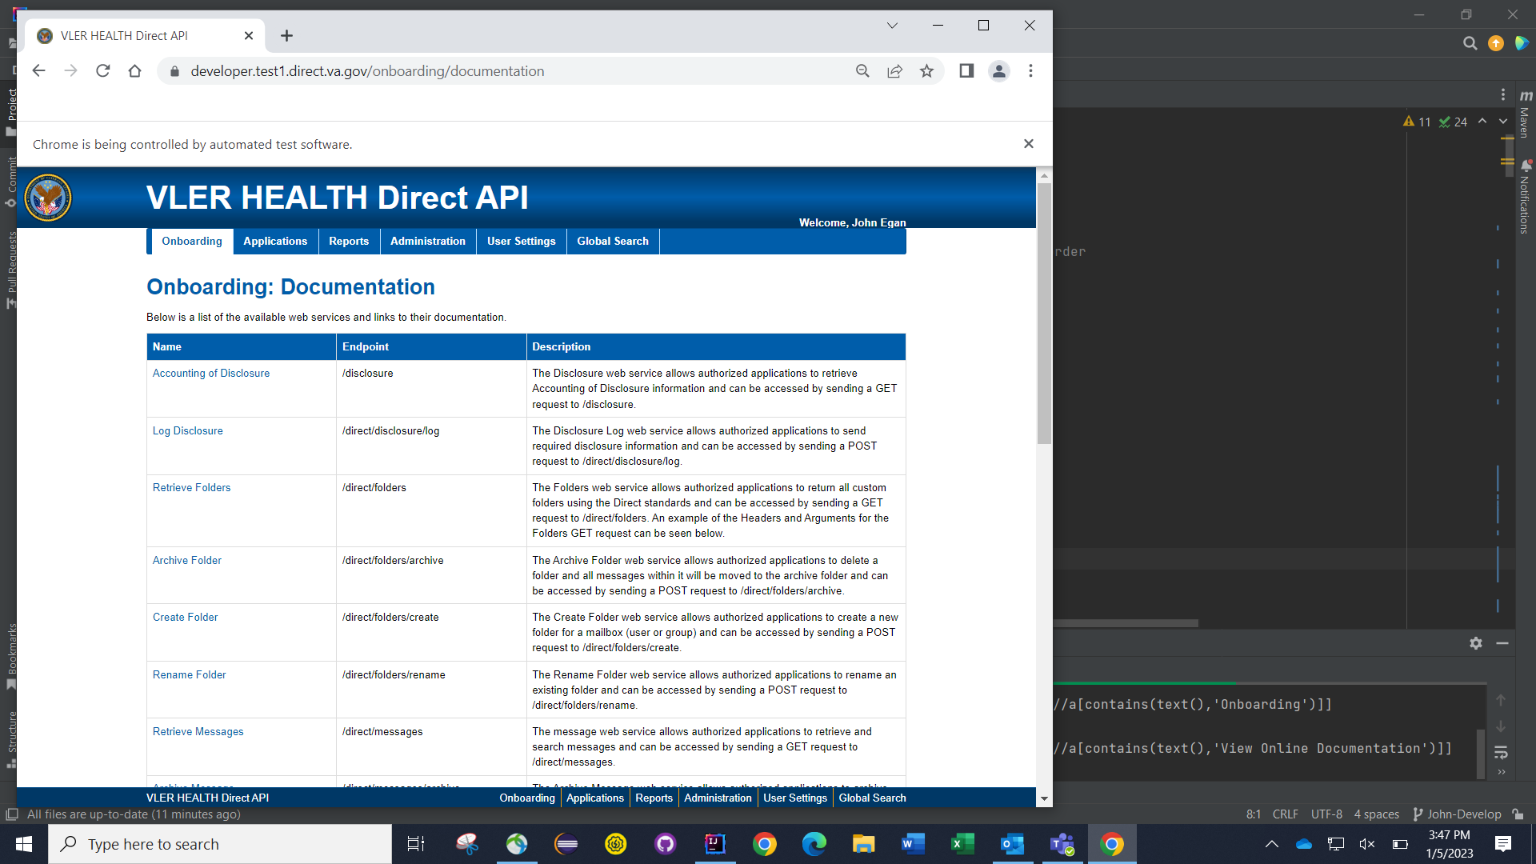 VLER HEALTH Direct API
developer.test1.direct.va.gov/onboarding/documentation
Chrome is being controlled by automated test software.
VLER HEALTH Direct API
Welcome, John Egan
Onboarding Applications Reports Administration User Settings Global Search
Onboarding: Documentation
Below is a list of the available web services and links to their documentation.
Name Endpoint Description
Accounting of Disclosure /disclosure The Disclosure web service allows authorized applications to retrieve
Accounting of Disclosure information and can be accessed by sending a GET
request to /disclosure.
Log Disclosure /direct/disclosure/log The Disclosure Log web service allows authorized applications to send
required disclosure information and can be accessed by sending a POST
request to /direct/disclosure/log.
Retrieve Folders /direct/folders The Folders web service allows authorized applications to return all custom
folders using the Direct standards and can be accessed by sending a GET
request to /direct/folders. An example of the Headers and Arguments for the
Folders GET request can be seen below.
Archive Folder /direct/folders/archive The Archive Folder web service allows authorized applications to delete a
folder and all messages within it will be moved to the archive folder and can
be accessed by sending a POST request to /direct/folders/archive.
Create Folder /direct/folders/create The Create Folder web service allows authorized applications to create a new
folder for a mailbox (user or group) and can be accessed by sending a POST
request to /direct/folders/create.
Rename Folder /direct/folders/rename The Rename Folder web service allows authorized applications to rename an
existing folder and can be accessed by sending a POST request to
/direct/folders/rename.
Retrieve Messages /direct/messages The message web service allows authorized applications to retrieve and
search messages and can be accessed by sending a GET request to
/direct/messages.
VLER HEALTH Direct API Onboarding Applications Reports Administration User Settings Global Search
Project
Commit
Pull Requests
Bookmarks
Structure
m
Maven
Notifications
11 24
rder
//a[contains(text(),'Onboarding')]]
//a[contains(text(),'View Online Documentation')]]
All files are up-to-date (11 minutes ago)
8:1 CRLF UTF-8 4 spaces John-Develop
Type here to search
3:47 PM
1/5/2023